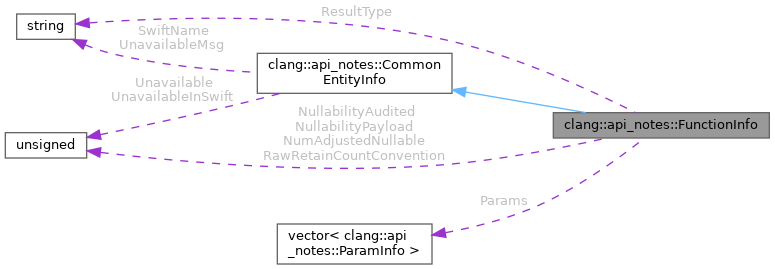 ResultType
string
SwiftName
UnavailableMsg
clang::api_notes::Common
EntityInfo
Unavailable
UnavailableInSwift
NullabilityAudited
NullabilityPayload
NumAdjustedNullable
RawRetainCountConvention
clang::api_notes::FunctionInfo
unsigned
Params
vector< clang::api
_notes::ParamInfo >